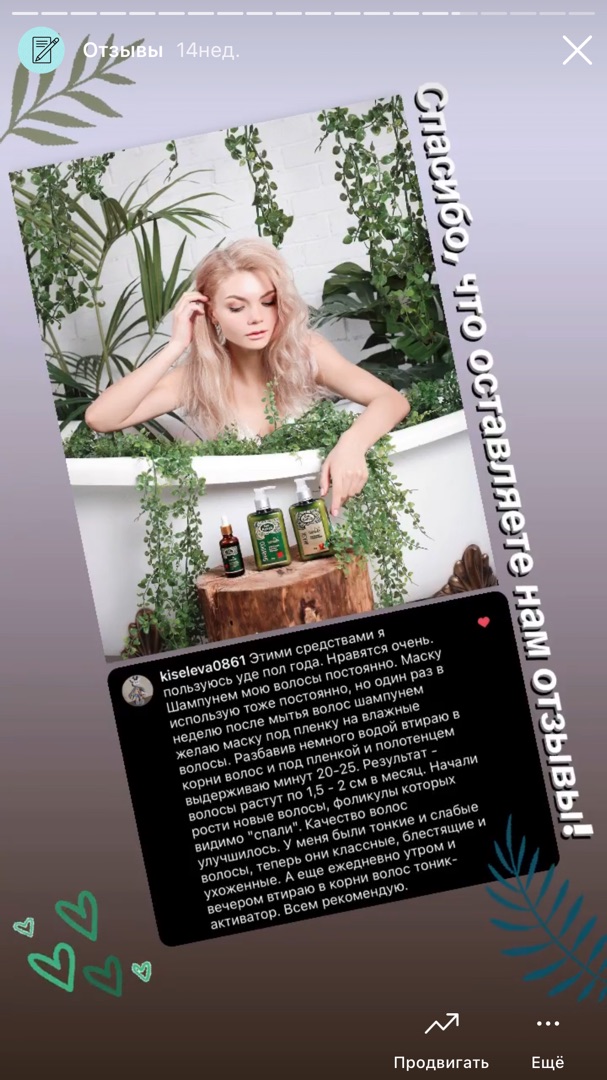 Отзывы 14нед.
Спасибо, что оставляете нам отзывы!
kiseleva0861 Этими средствами я
пользуюсь уде пол года. Нравятся очень.
Шампунем мою волосы постоянно. Маску
использую тоже постоянно, но один раз в
неделю после мытья волос шампунем
желаю маску под пленку на влажные
волосы. Разбавив немного водой втираю в
корни волос и под пленкой и полотенцем
выдерживаю минут 20-25. Результат -
волосы растут по 1,5 - 2 см в месяц. Начали
рости новые волосы, фоликулы которых
видимо "спали". Качество волос
улучшилось. У меня были тонкие и слабые
волосы, теперь они классные, блестящие и
ухоженные. А еще ежедневно утром и
вечером втираю в корни волос тоник-
активатор. Всем рекомендую.
Продвигать
Ещё